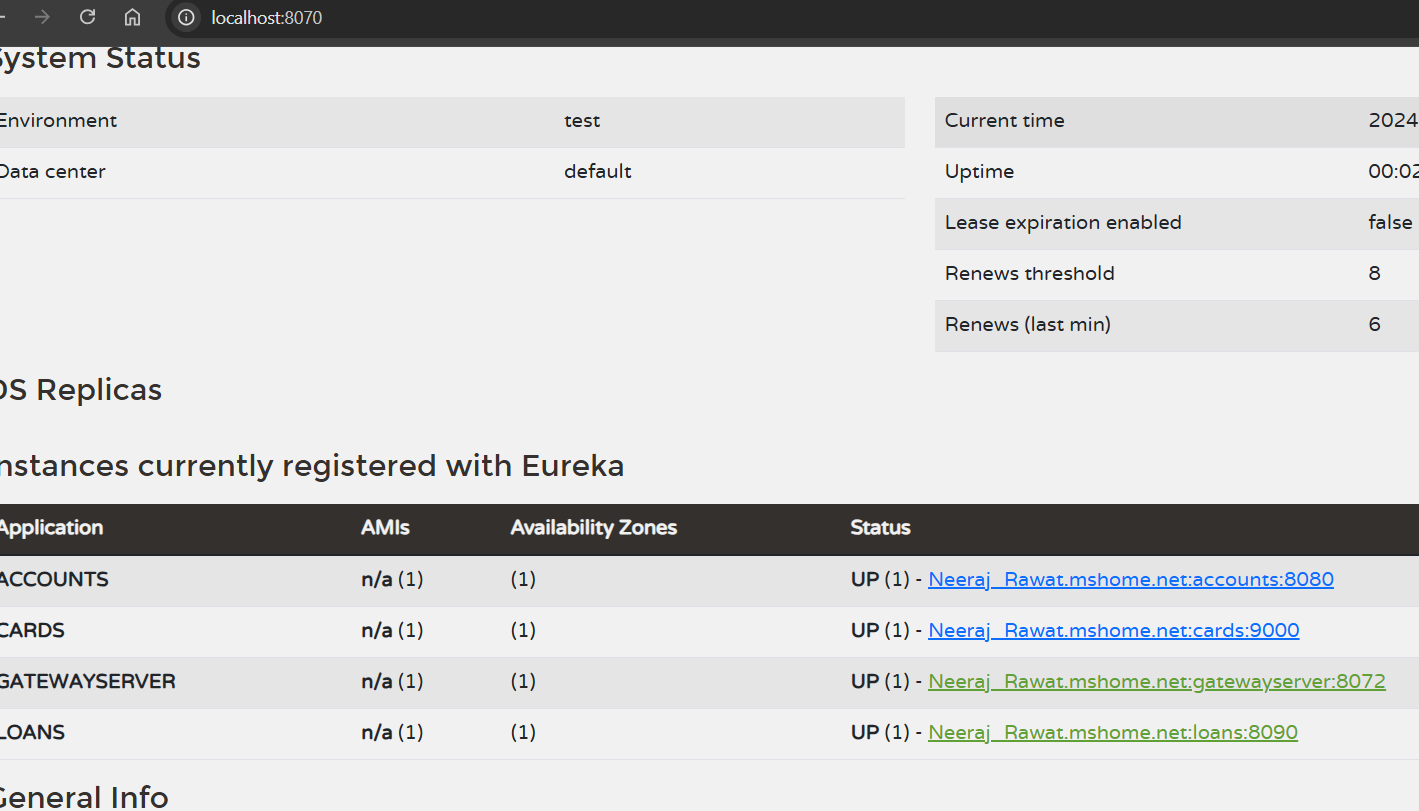 localhost:8070
System Status
Environment test
Data center default
Current time 2024
Uptime 00:02
Lease expiration enabled false
Renews threshold 8
Renews (last min) 6
DS Replicas
Instances currently registered with Eureka
Application AMIs Availability Zones Status
ACCOUNTS n/a (1) (1) UP (1) - Neeraj_Rawat.mshome.net:accounts:8080
CARDS n/a (1) (1) UP (1) - Neeraj_Rawat.mshome.net:cards:9000
GATEWAYSERVER n/a (1) (1) UP (1) - Neeraj_Rawat.mshome.net:gatewayserver:8072
LOANS n/a (1) (1) UP (1) - Neeraj_Rawat.mshome.net:loans:8090
General Info